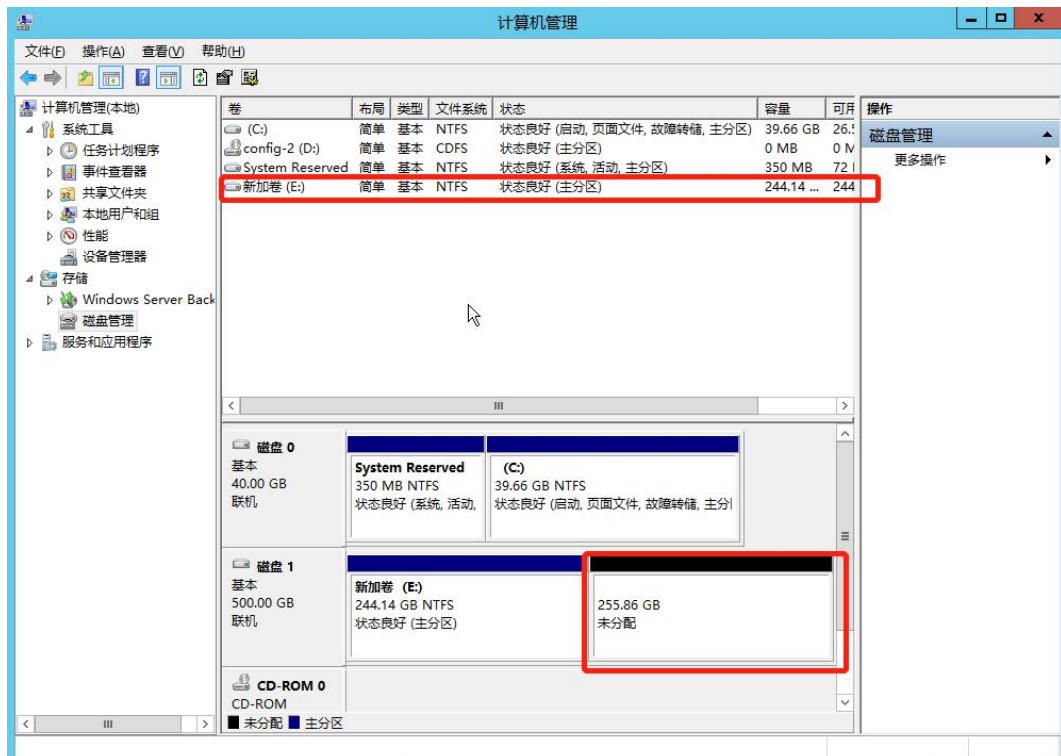 计算机管理
文件(F) 操作(A) 查看(V) 帮助(H)
计算机管理(本地)
系统工具
任务计划程序
事件查看器
共享文件夹
本地用户和组
性能
设备管理器
存储
Windows Server Back
磁盘管理
服务和应用程序
卷 布局 类型 文件系统 状态 容量 可用
(C:) 简单 基本 NTFS 状态良好 (启动, 页面文件, 故障转储, 主分区) 39.66 GB 26.
config-2 (D:) 简单 基本 CDFS 状态良好 (主分区) 0 MB 0 M
System Reserved 简单 基本 NTFS 状态良好 (系统, 活动, 主分区) 350 MB 72
新加卷 (E:) 简单 基本 NTFS 状态良好 (主分区) 244.14 ... 244
磁盘 0
基本
40.00 GB
联机
System Reserved
350 MB NTFS
状态良好 (系统, 活动,
(C:)
39.66 GB NTFS
状态良好 (启动, 页面文件, 故障转储, 主分
磁盘 1
基本
500.00 GB
联机
新加卷 (E:)
244.14 GB NTFS
状态良好 (主分区)
255.86 GB
未分配
CD-ROM 0
CD-ROM
未分配 主分区
操作
磁盘管理
更多操作